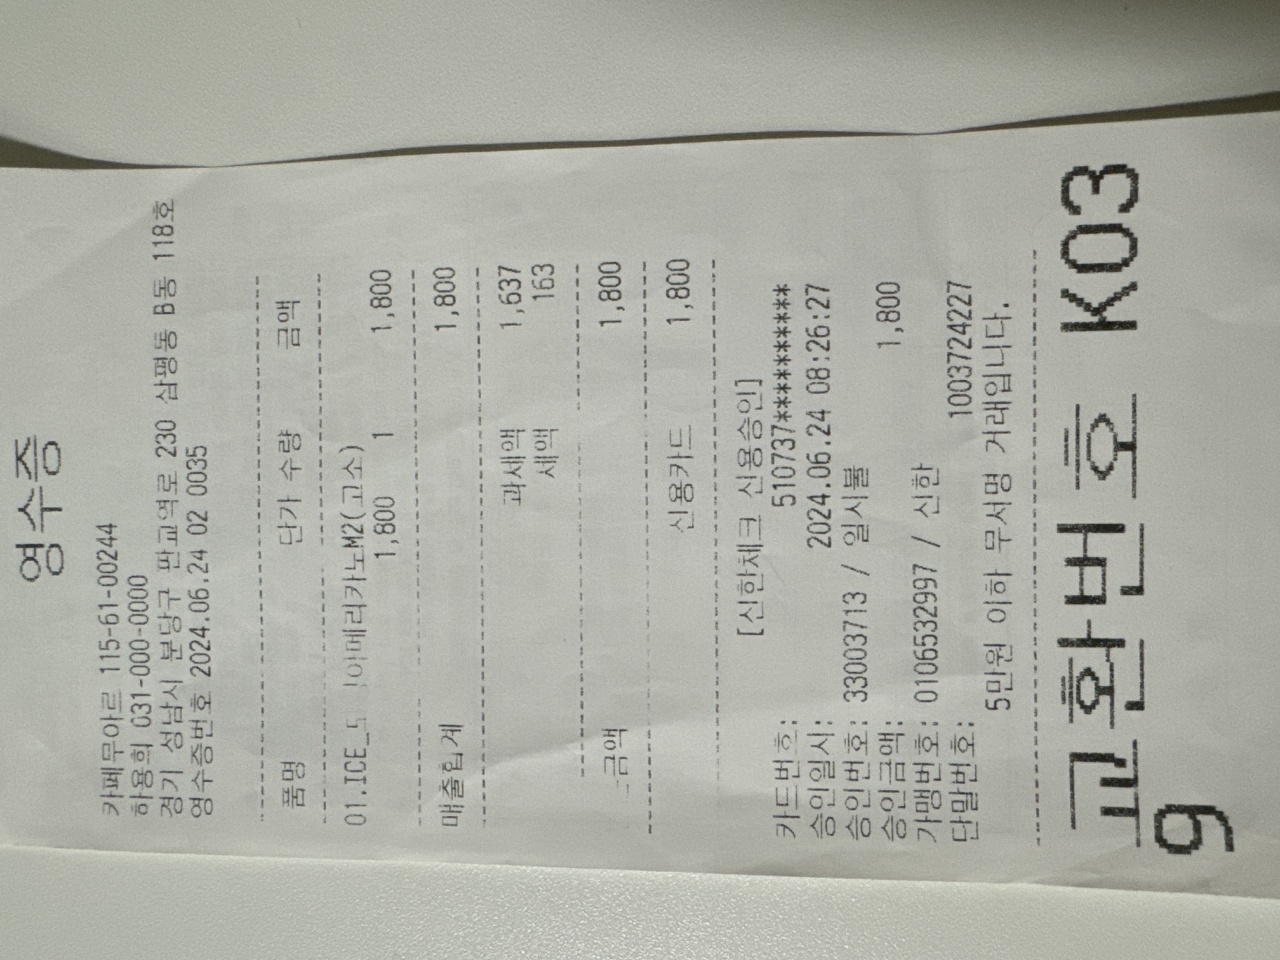 영수증
카페무아르 115-61-00244
하용희 031-000-0000
경기 성남시 분당구 판교역로 230 삼평동 B동 118호
영수증번호 2024.06.24 02 0035
품명 단가 수량 금액
01.ICE_ 아메리카노M2(고소)
1,800 1 1,800
매출합계 1,800
과세액 1,637
세액 163
금액 1,800
신용카드 1,800
[신한체크 신용승인]
카드번호: 510737**********
승인일시: 2024.06.24 08:26:27
승인번호: 33003713 / 일시불
승인금액: 1,800
가맹번호: 0106532997 / 신한
단말번호: 1003724227
5만원 이하 무서명 거래입니다.
교환번호 K03
9